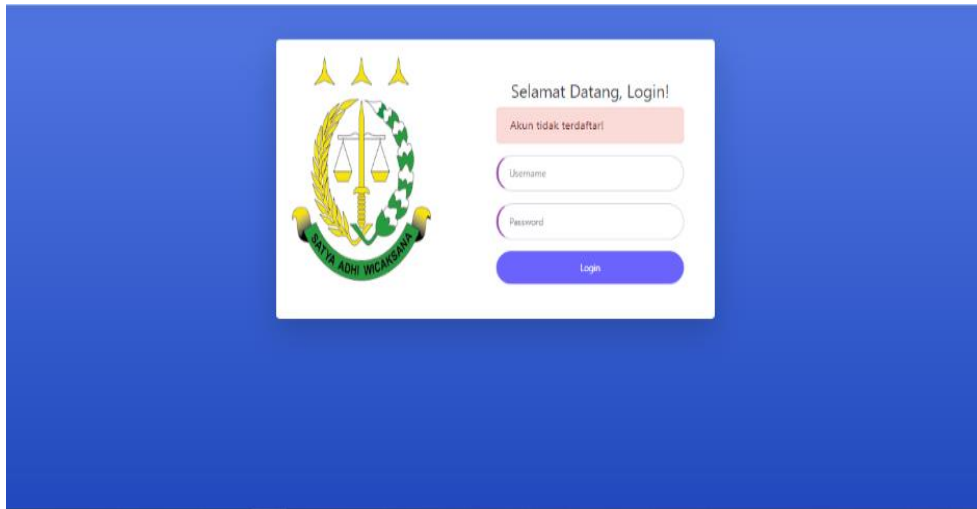 Selamat Datang, Login!
Akun tidak terdaftar!
Username
Password
Login
SATYA ADHI WICAKSANA